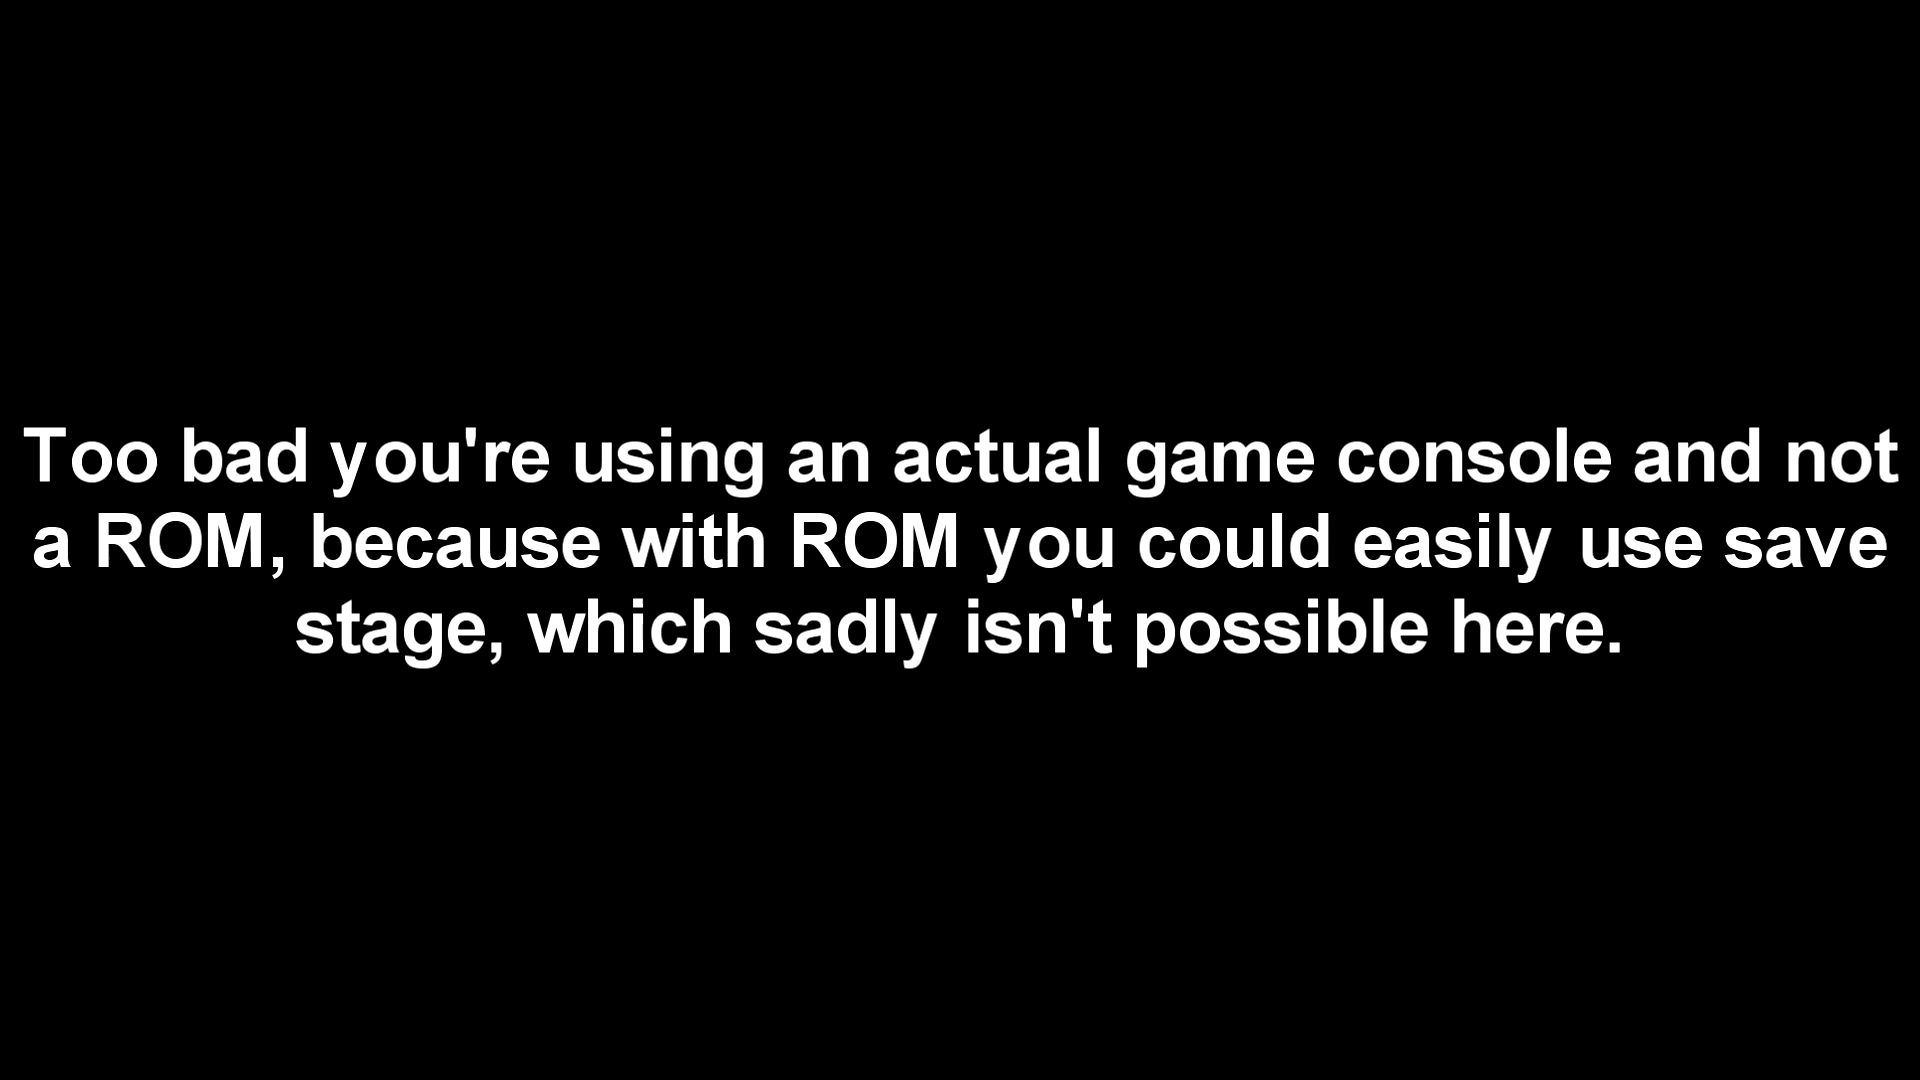 Too bad you're using an actual game console and not
a ROM, because with ROM you could easily use save
stage, which sadly isn't possible here.